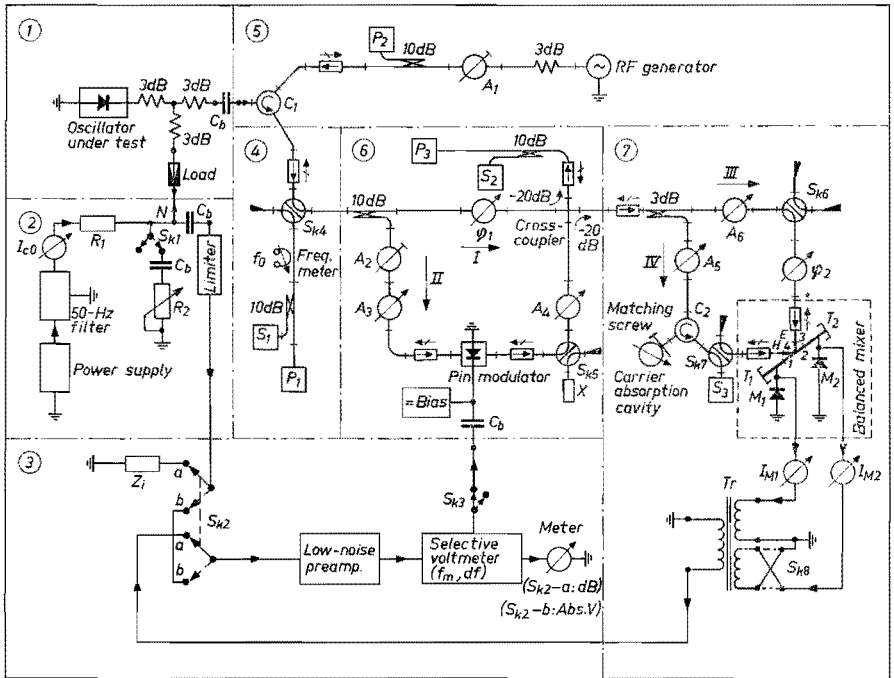 1
Oscillator under test
3dB
3dB
3dB
Cb
Load
2
N
Ic0
R1
Sk1
Cb
Cb
R2
Limiter
50-Hz filter
Power supply
3
Zi
a
b
a
b
Sk2
Low-noise preamp.
Selective voltmeter (fm, df)
Meter
(Sk2-a: dB)
(Sk2-b: Abs.V)
Sk3
4
Sk4
f0
Freq. meter
10dB
S1
P1
5
C1
P2
10dB
A1
3dB
RF generator
6
P3
S2
10dB
10dB
φ1
I
-20dB
Cross-coupler
-20 dB
A2
A3
II
A4
Pin modulator
= Bias
Cb
Sk5
X
7
3dB
III
A6
Sk6
IV
A5
φ2
C2
Matching screw
Carrier absorption cavity
Sk7
S3
H
E
4
3
1
2
T1
T2
M1
M2
Balanced mixer
IM1
IM2
Tr
Sk8